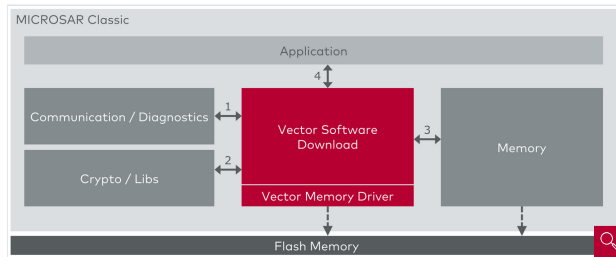 MICROSAR Classic
Application
4
Communication / Diagnostics
1
Vector Software
Download
3
Memory
Crypto / Libs
2
Vector Memory Driver
Flash Memory